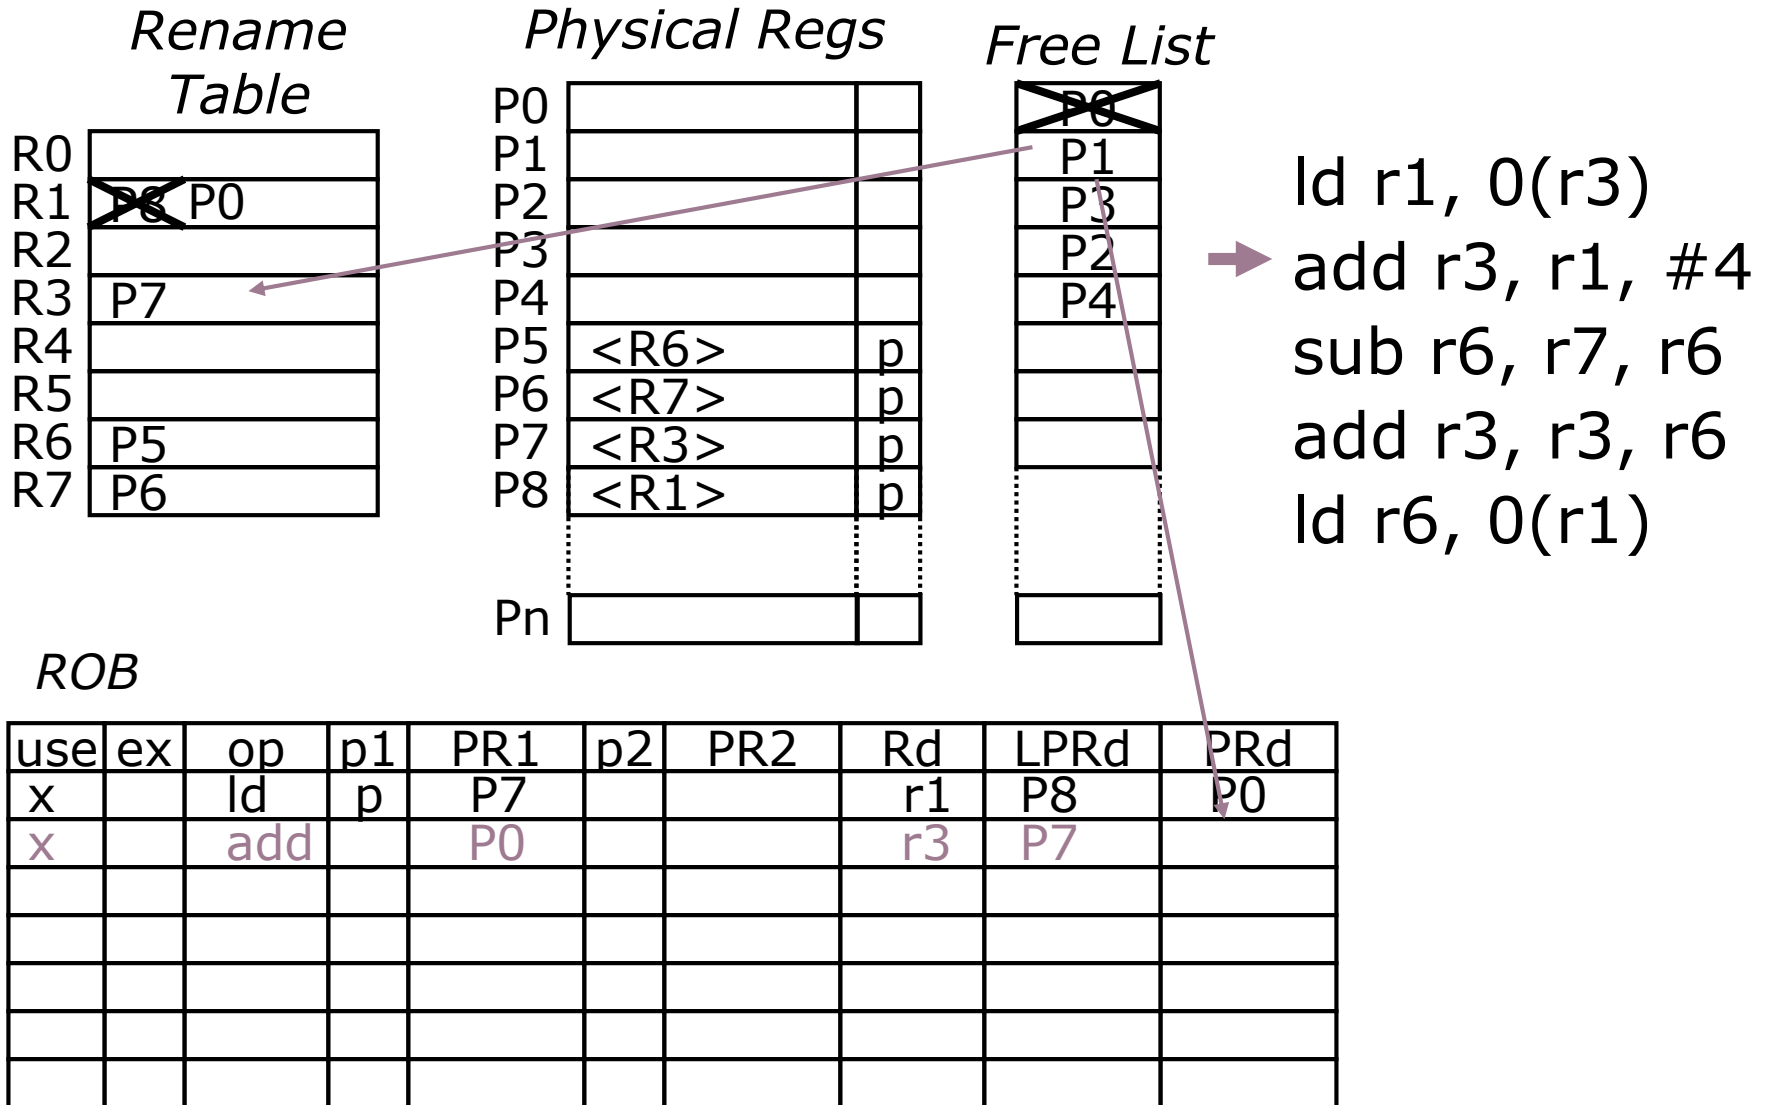 Rename Table
Physical Regs
Free List
R0
R1 P8 P0
R2
R3 P7
R4
R5
R6 P5
R7 P6
P0
P1
P2
P3
P4
P5 <R6> p
P6 <R7> p
P7 <R3> p
P8 <R1> p
Pn
P0
P1
P3
P2
P4
ld r1, 0(r3)
add r3, r1, #4
sub r6, r7, r6
add r3, r3, r6
ld r6, 0(r1)
ROB
use ex op p1 PR1 p2 PR2 Rd LPRd PRd
x ld p P7 r1 P8 P0
x add P0 r3 P7